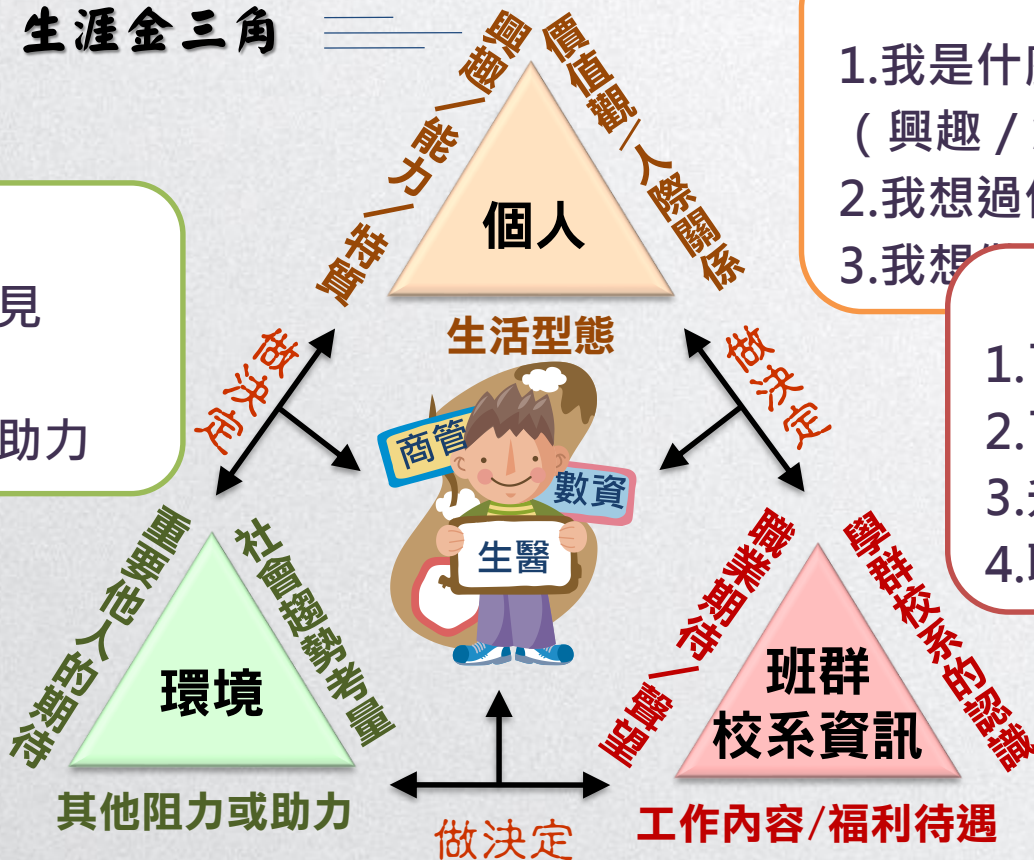 生涯金三角
興趣/能力/特質
價值觀/人際關係
個人
生活型態
1.我是什
(興趣/
2.我想過
3.我想
見
助力
做決定
做決定
商管
數資
生醫
1.
2.
3.
4.
重要他人的期待
社會趨勢考量
環境
其他阻力或助力
職業期待/聲望
學群校系的認識
班群
校系資訊
工作內容/福利待遇
做決定